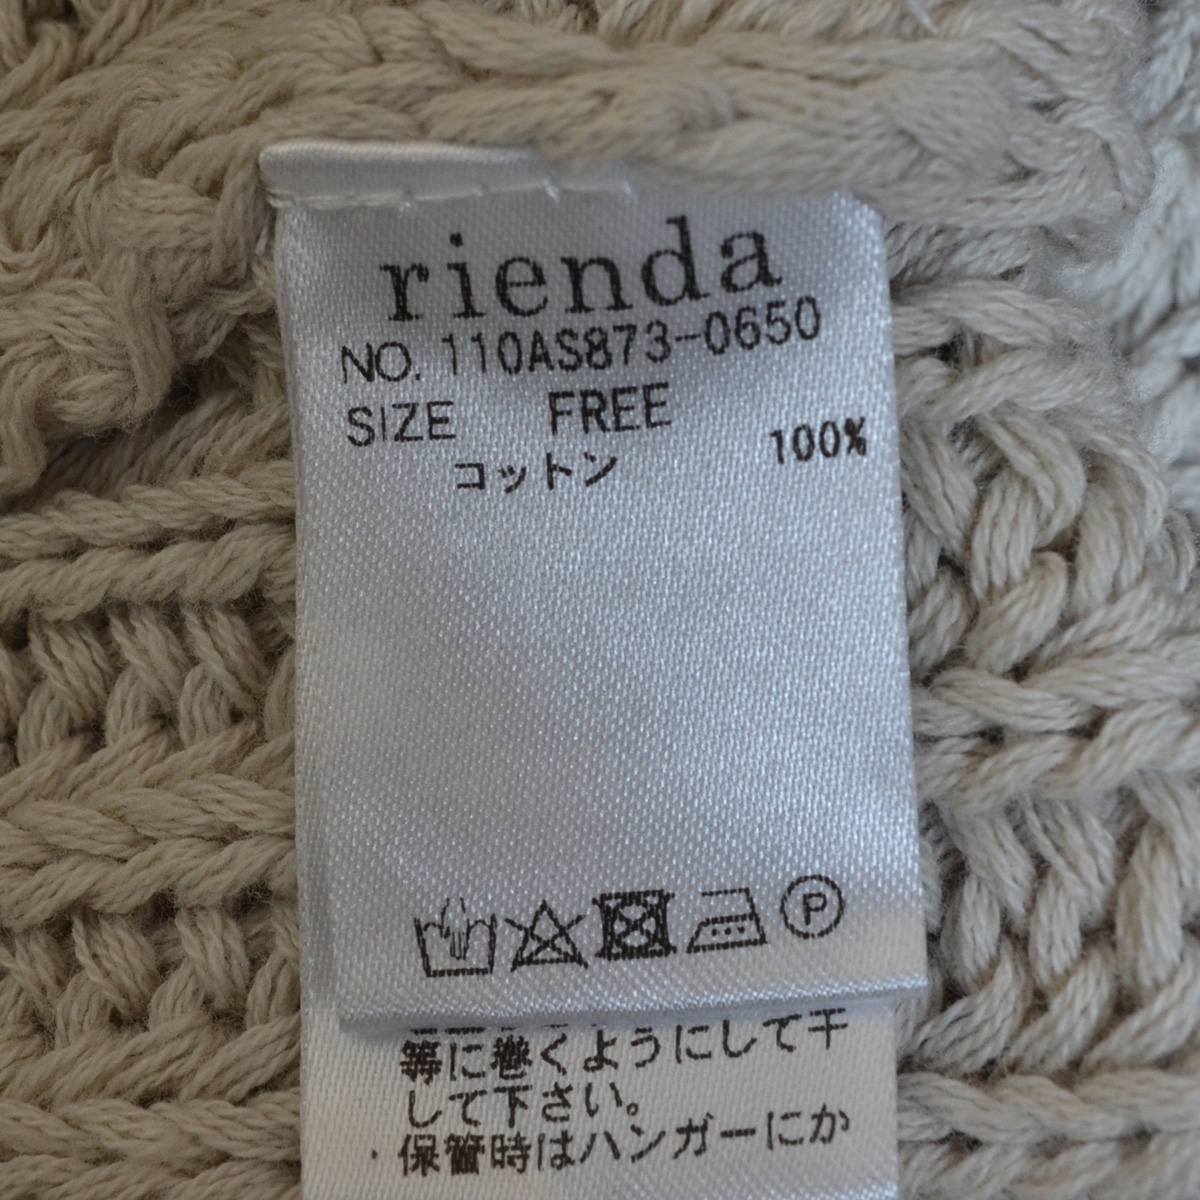 rienda
NO. 110AS873-0650
SIZE FREE
コットン 100%
P
等に巻くようにして干
して下さい。
・保管時はハンガーにか